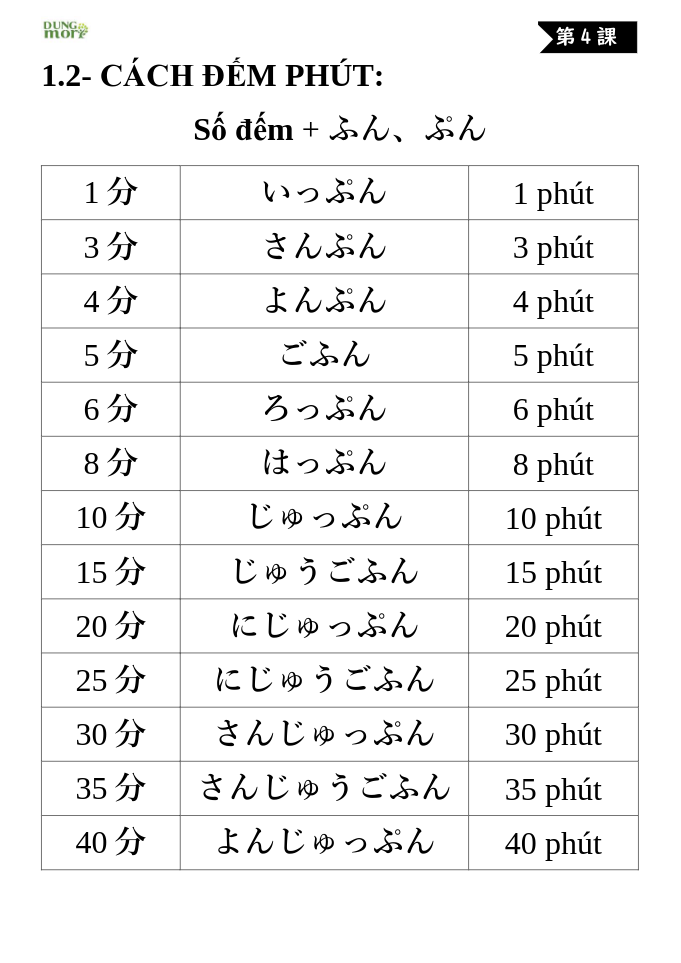 DUNG
mori
第 4 課
1.2- CÁCH ĐẾM PHÚT:
Số đếm + ふん、ぷん
1 分 いっぷん 1 phút
3 分 さんぷん 3 phút
4 分 よんぷん 4 phút
5 分 ごふん 5 phút
6 分 ろっぷん 6 phút
8 分 はっぷん 8 phút
10 分 じゅっぷん 10 phút
15 分 じゅうごふん 15 phút
20 分 にじゅっぷん 20 phút
25 分 にじゅうごふん 25 phút
30 分 さんじゅっぷん 30 phút
35 分 さんじゅうごふん 35 phút
40 分 よんじゅっぷん 40 phút